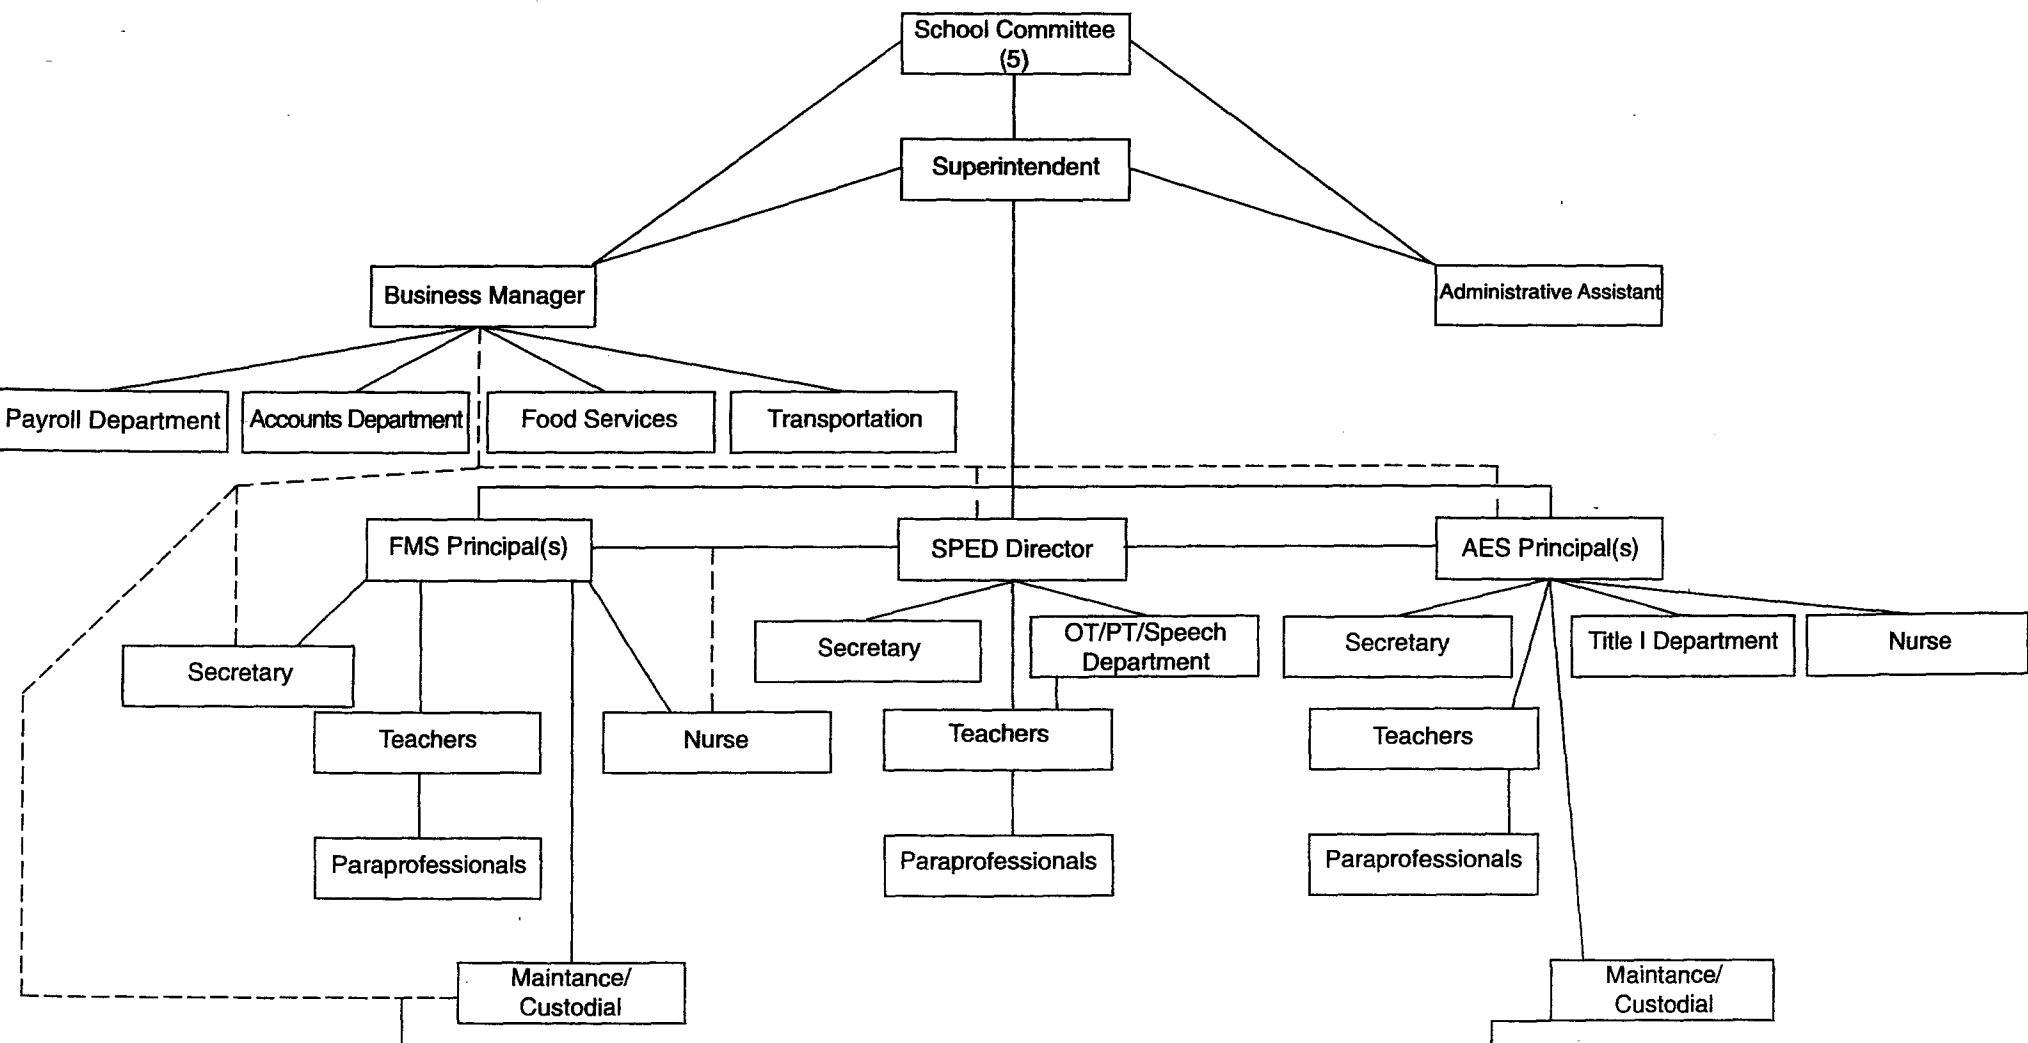 School Committee
(5)
Superintendent
Business Manager
Administrative Assistant
Payroll Department
Accounts Department
Food Services
Transportation
FMS Principal(s)
SPED Director
AES Principal(s)
Secretary
Secretary
OT/PT/Speech
Department
Secretary
Title I Department
Nurse
Teachers
Nurse
Teachers
Teachers
Paraprofessionals
Paraprofessionals
Paraprofessionals
Maintance/
Custodial
Maintance/
Custodial